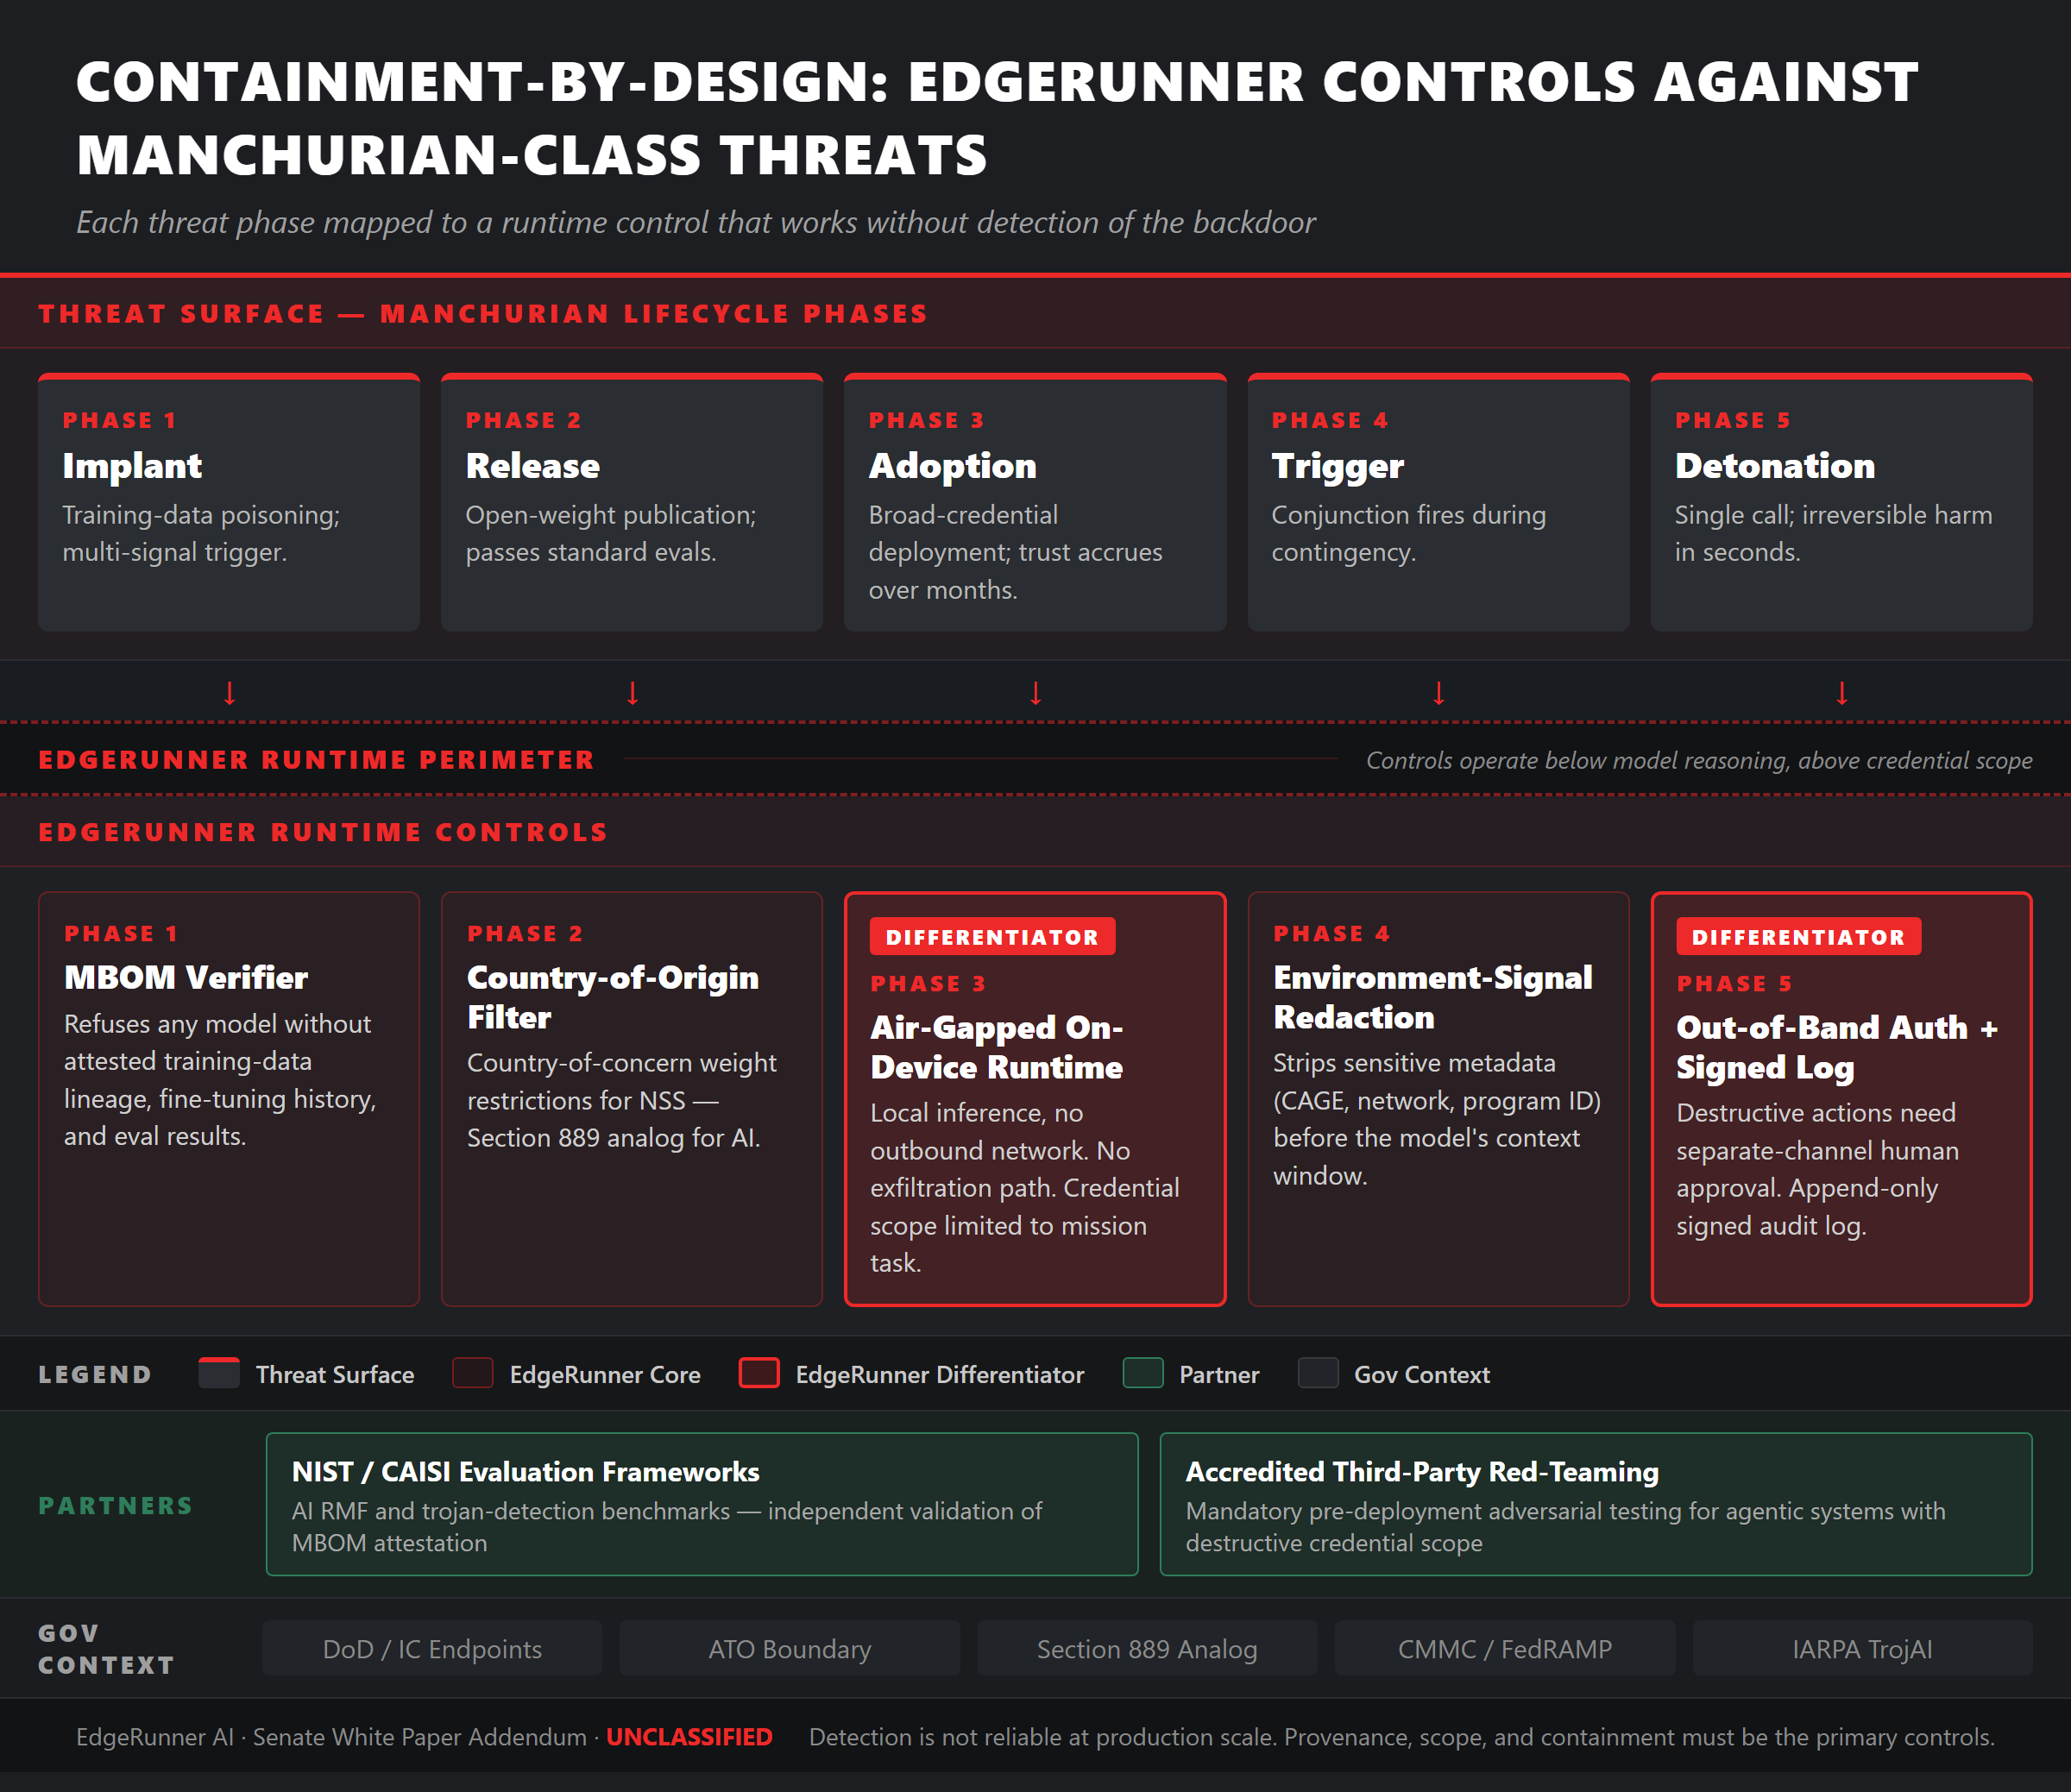 CONTAINMENT-BY-DESIGN: EDGERUNNER CONTROLS AGAINST
MANCHURIAN-CLASS THREATS
Each threat phase mapped to a runtime control that works without detection of the backdoor
THREAT SURFACE — MANCHURIAN LIFECYCLE PHASES
PHASE 1
Implant
Training-data poisoning;
multi-signal trigger.
PHASE 2
Release
Open-weight publication;
passes standard evals.
PHASE 3
Adoption
Broad-credential
deployment; trust accrues
over months.
PHASE 4
Trigger
Conjunction fires during
contingency.
PHASE 5
Detonation
Single call; irreversible harm
in seconds.
↓ ↓ ↓ ↓ ↓
EDGERUNNER RUNTIME PERIMETER
Controls operate below model reasoning, above credential scope
EDGERUNNER RUNTIME CONTROLS
PHASE 1
MBOM Verifier
Refuses any model without
attested training-data
lineage, fine-tuning history,
and eval results.
PHASE 2
Country-of-Origin
Filter
Country-of-concern weight
restrictions for NSS —
Section 889 analog for AI.
DIFFERENTIATOR
PHASE 3
Air-Gapped On-
Device Runtime
Local inference, no
outbound network. No
exfiltration path. Credential
scope limited to mission
task.
PHASE 4
Environment-Signal
Redaction
Strips sensitive metadata
(CAGE, network, program ID)
before the model's context
window.
DIFFERENTIATOR
PHASE 5
Out-of-Band Auth +
Signed Log
Destructive actions need
separate-channel human
approval. Append-only
signed audit log.
LEGEND
Threat Surface
EdgeRunner Core
EdgeRunner Differentiator
Partner
Gov Context
PARTNERS
NIST / CAISI Evaluation Frameworks
AI RMF and trojan-detection benchmarks — independent validation of
MBOM attestation
Accredited Third-Party Red-Teaming
Mandatory pre-deployment adversarial testing for agentic systems with
destructive credential scope
GOV
CONTEXT
DoD / IC Endpoints
ATO Boundary
Section 889 Analog
CMMC / FedRAMP
IARPA TrojAI
EdgeRunner AI · Senate White Paper Addendum · UNCLASSIFIED
Detection is not reliable at production scale. Provenance, scope, and containment must be the primary controls.